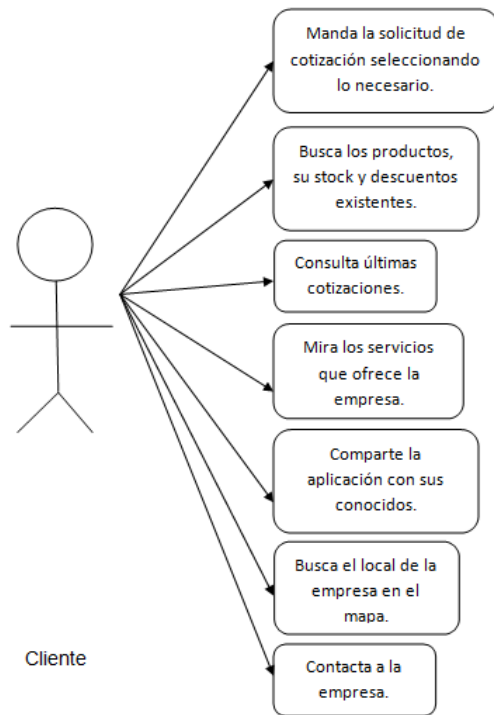 Manda la solicitud de
cotización seleccionando
lo necesario.
Busca los productos,
su stock y descuentos
existentes.
Consulta últimas
cotizaciones.
Mira los servicios
que ofrece la
empresa.
Comparte la
aplicación con sus
conocidos.
Busca el local de la
empresa en el
mapa.
Contacta a la
empresa.
Cliente